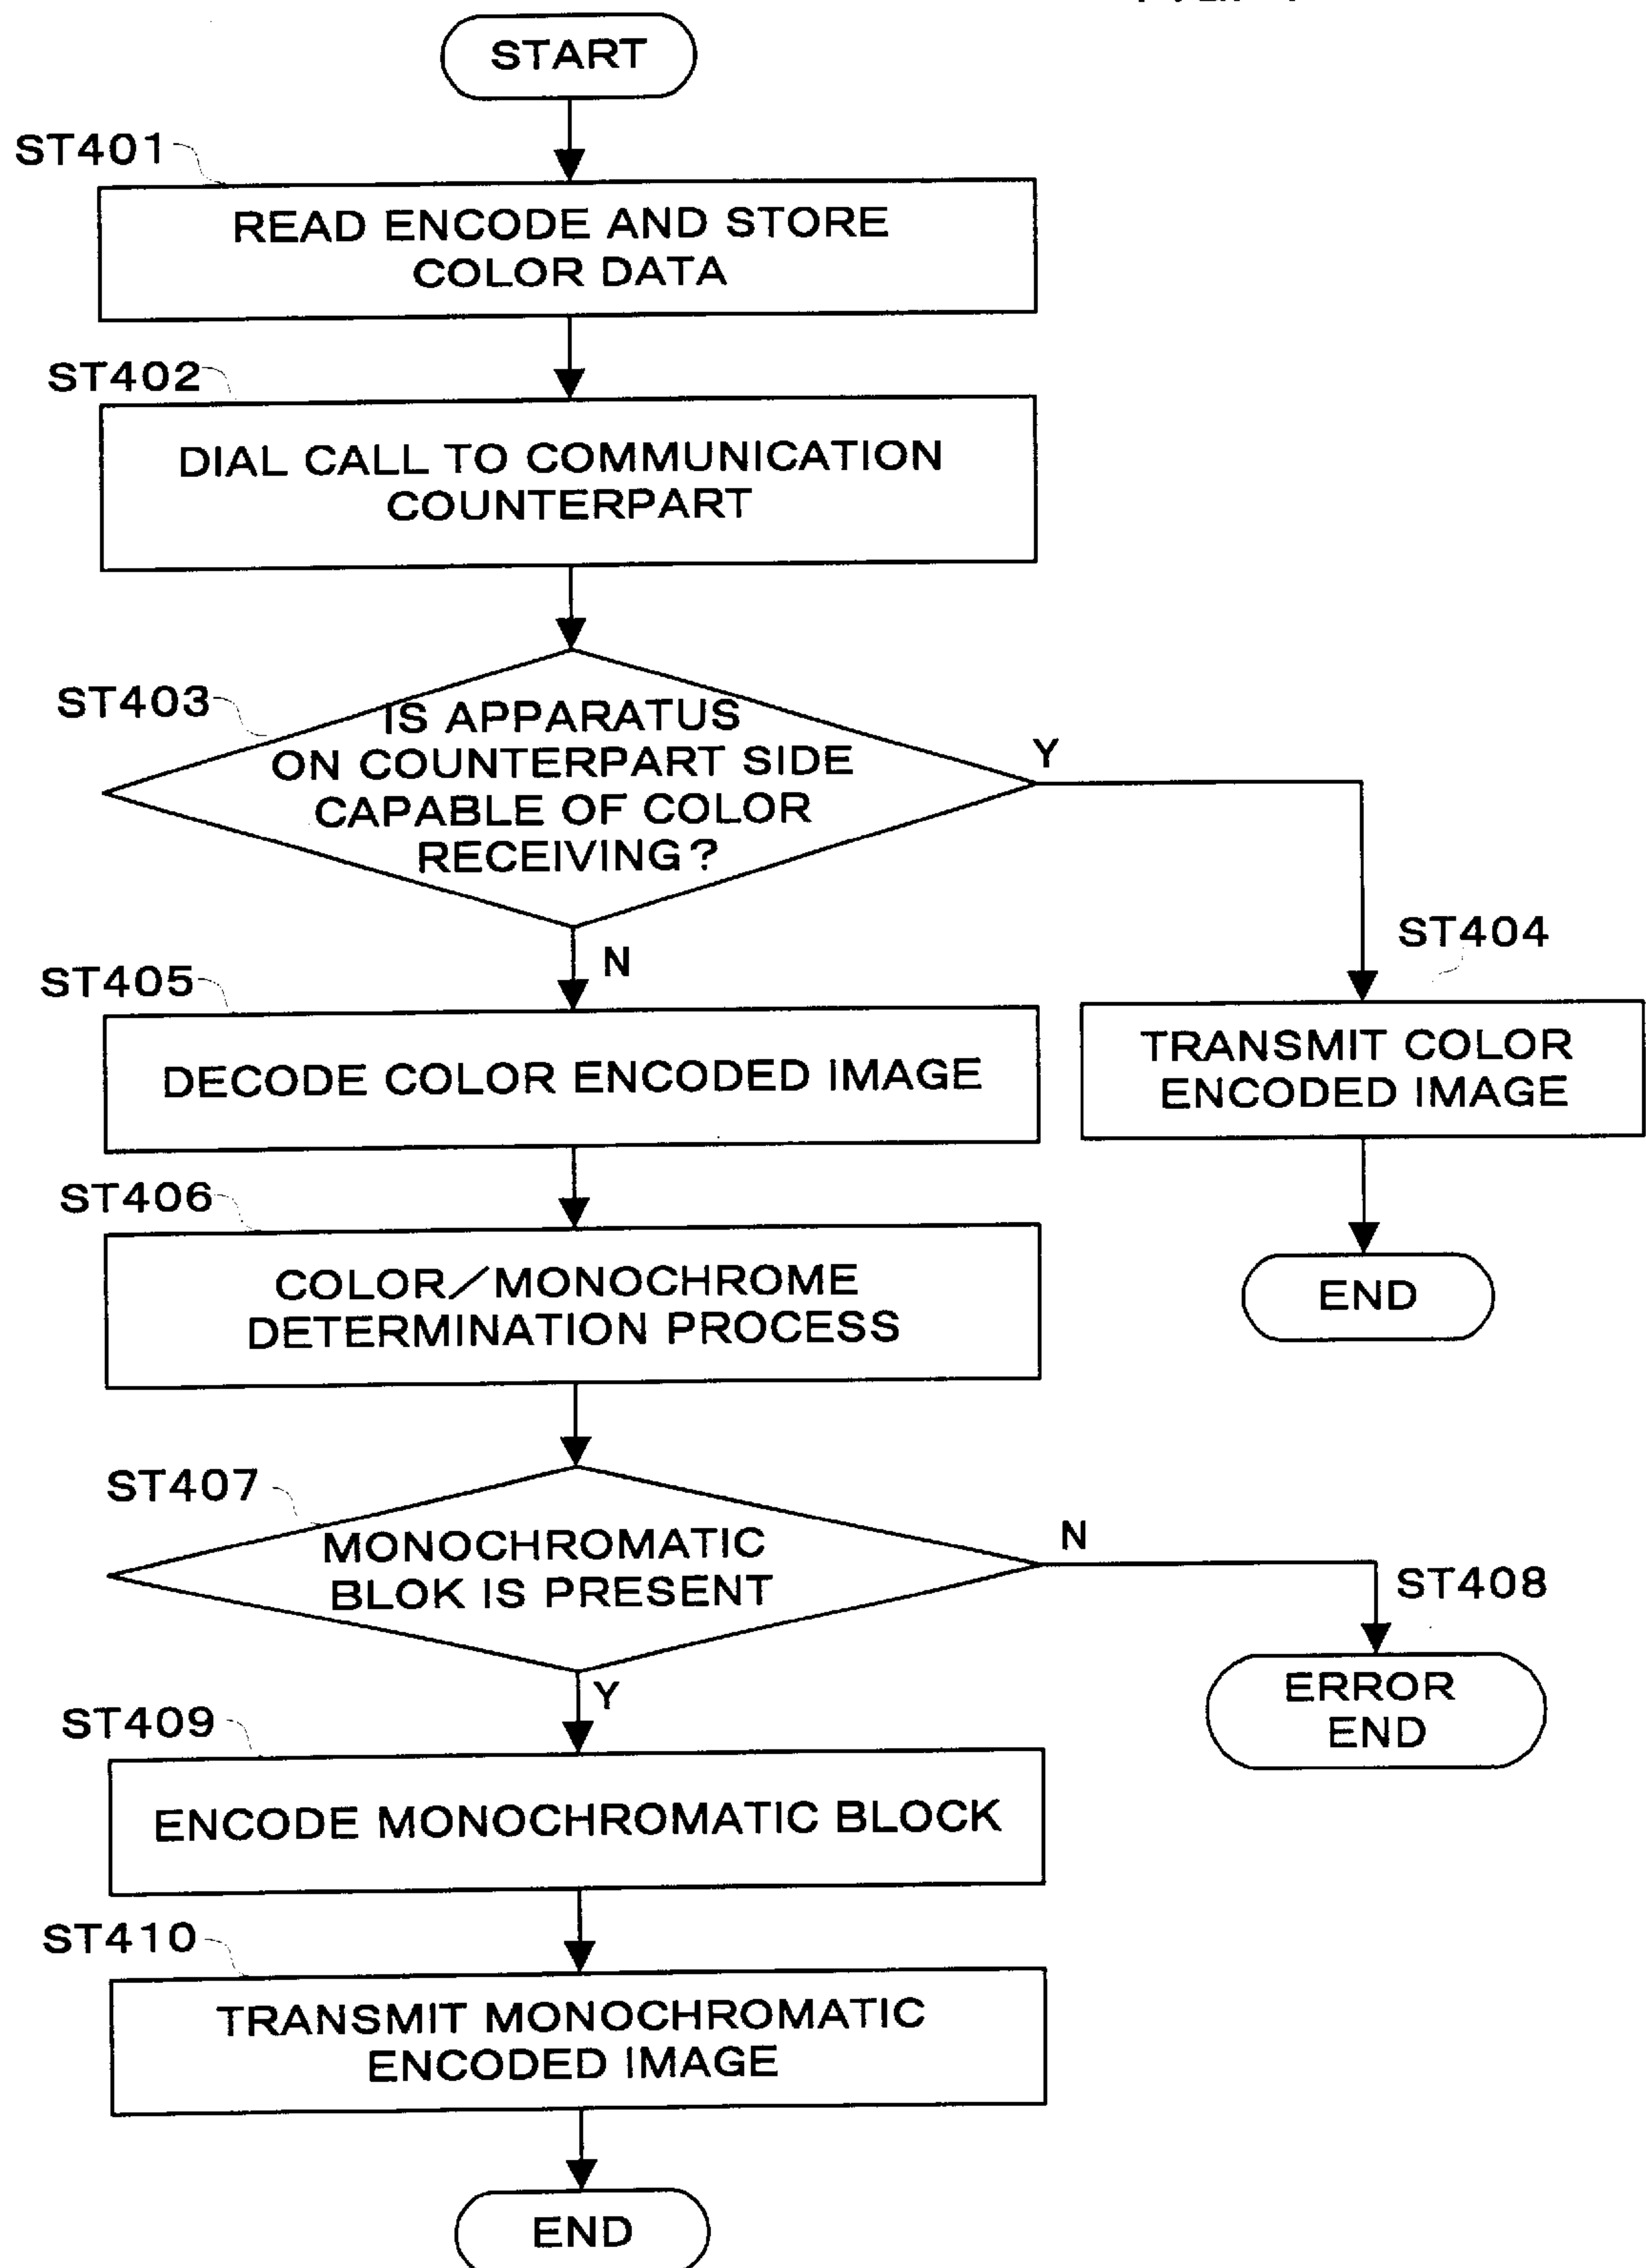 START
ST401
READ ENCODE AND STORE
COLOR DATA
ST402
DIAL CALL TO COMMUNICATION
COUNTERPART
ST403
IS APPARATUS
ON COUNTERPART SIDE
CAPABLE OF COLOR
RECEIVING?
Y
N
ST404
TRANSMIT COLOR
ENCODED IMAGE
END
ST405
DECODE COLOR ENCODED IMAGE
ST406
COLOR/MONOCHROME
DETERMINATION PROCESS
ST407
MONOCHROMATIC
BLOK IS PRESENT
N
ST408
ERROR
END
Y
ST409
ENCODE MONOCHROMATIC BLOCK
ST410
TRANSMIT MONOCHROMATIC
ENCODED IMAGE
END